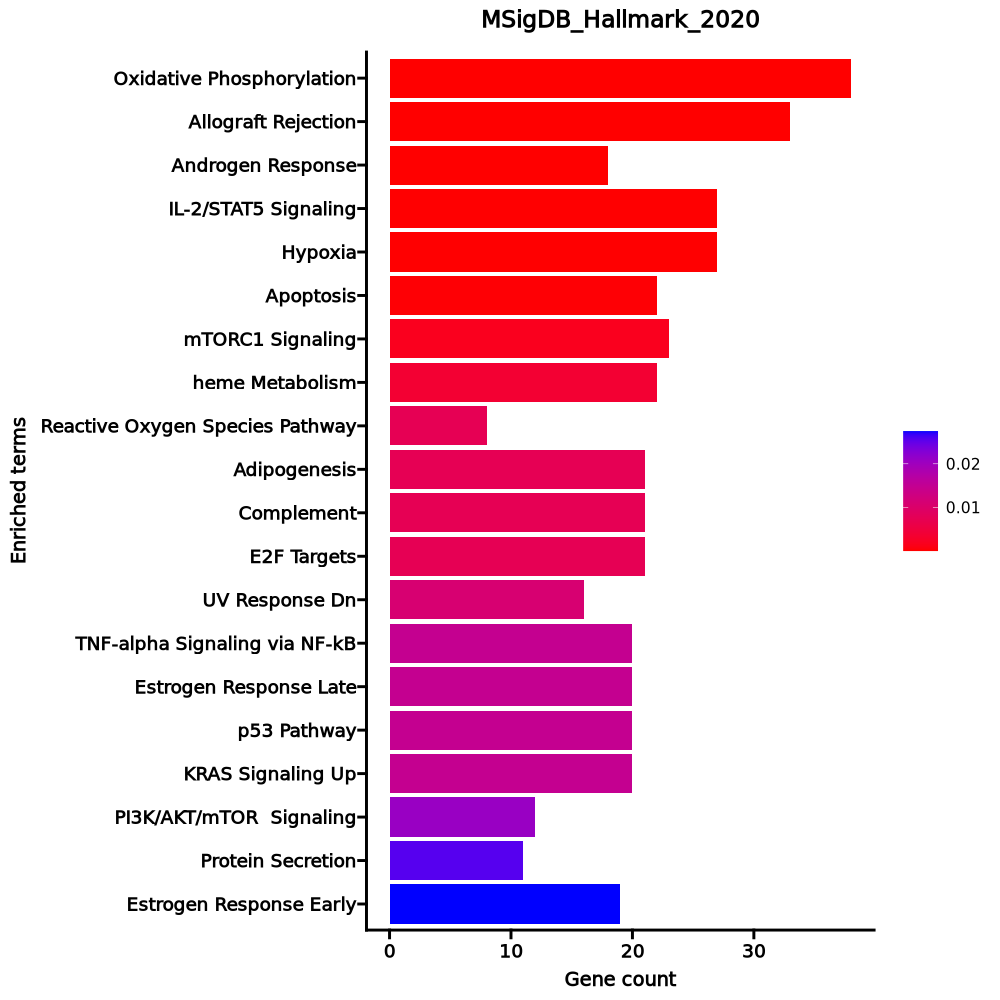 MSigDB_Hallmark_2020
Oxidative Phosphorylation
Allograft Rejection
Androgen Response
IL-2/STAT5 Signaling
Hypoxia
Apoptosis
mTORC1 Signaling
heme Metabolism
Reactive Oxygen Species Pathway
Adipogenesis
Complement
E2F Targets
UV Response Dn
TNF-alpha Signaling via NF-kB
Estrogen Response Late
p53 Pathway
KRAS Signaling Up
PI3K/AKT/mTOR  Signaling
Protein Secretion
Estrogen Response Early
Enriched terms
0 10 20 30
Gene count
0.02
0.01